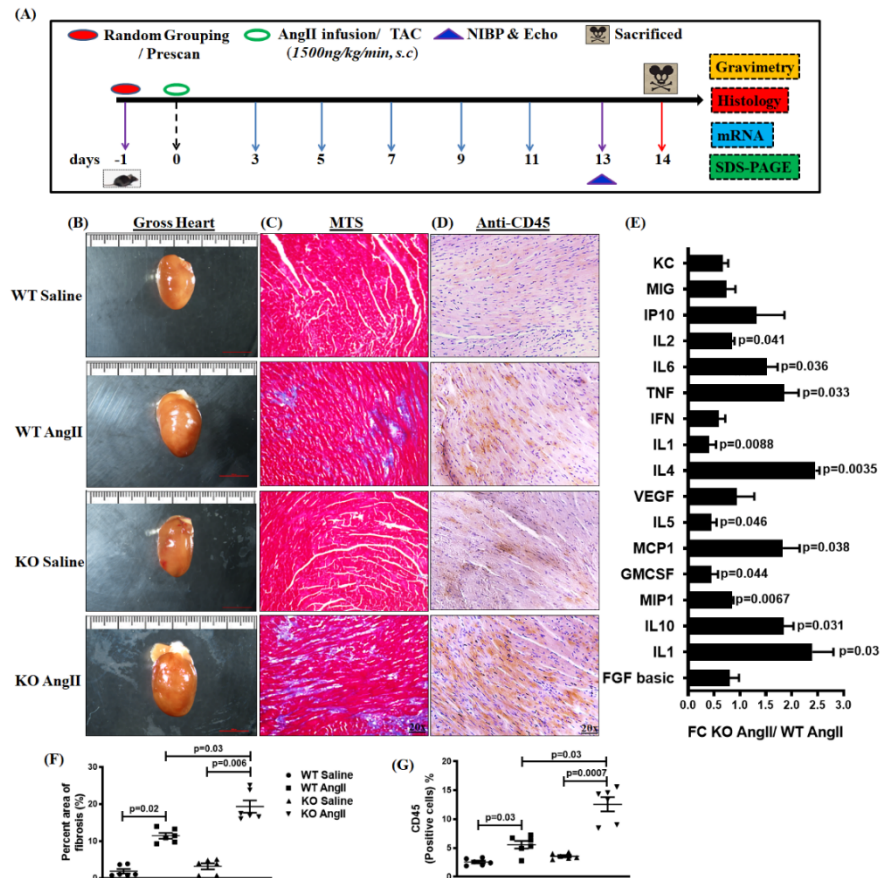 (A)
Random Grouping / Prescan
AngII infusion/ TAC (1500ng/kg/min, s.c)
NIBP & Echo
Sacrificed
days -1 0 3 5 7 9 11 13 14
Gravimetry
Histology
mRNA
SDS-PAGE
(B) Gross Heart
(C) MTS
(D) Anti-CD45
WT Saline
WT AngII
KO Saline
KO AngII
20x
20x
(E)
KC
MIG
IP10
IL2 p=0.041
IL6 p=0.036
TNF p=0.033
IFN
IL1 p=0.0088
IL4 p=0.0035
VEGF
IL5 p=0.046
MCP1 p=0.038
GMCSF p=0.044
MIP1 p=0.0067
IL10 p=0.031
IL1 p=0.03
FGF basic
0.0 0.5 1.0 1.5 2.0 2.5 3.0
FC KO AngII/ WT AngII
(F)
Percent area of fibrosis (%)
20
10
0
p=0.02
p=0.03
p=0.006
WT Saline
WT AngII
KO Saline
KO AngII
(G)
CD45 (Positive cells) %
20
15
10
5
0
p=0.03
p=0.03
p=0.0007